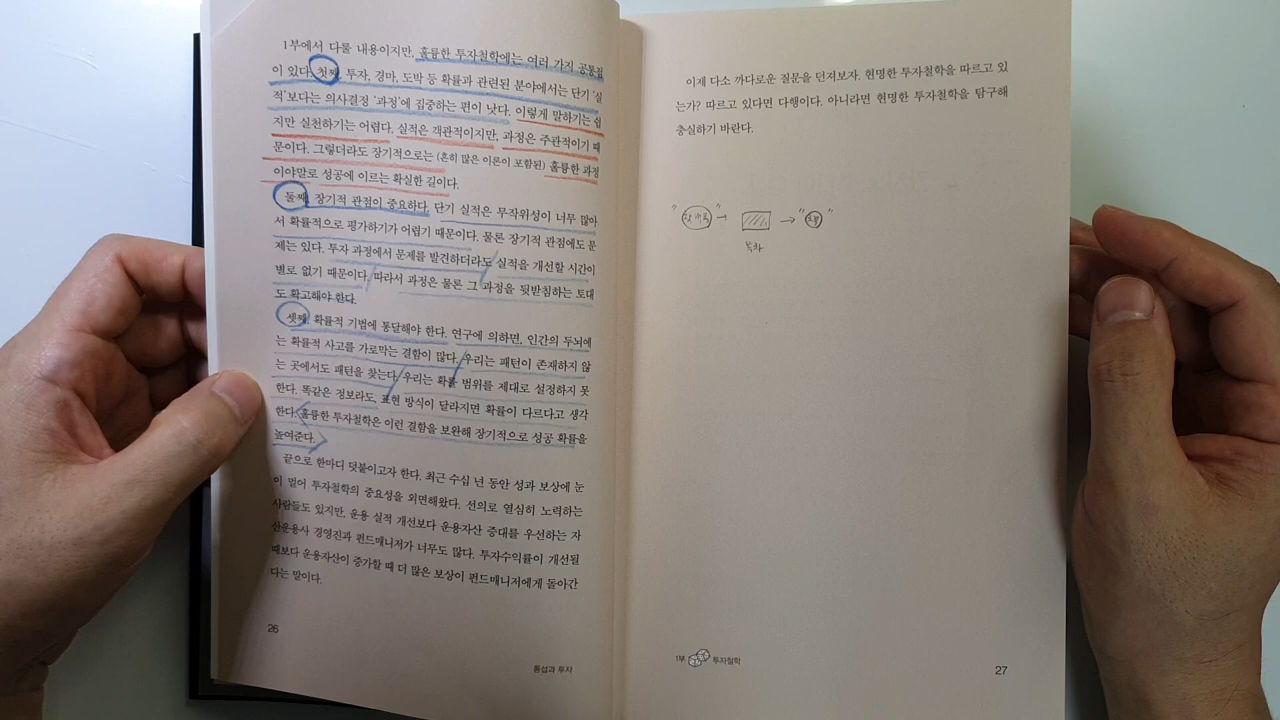 1부에서 다룰 내용이지만, 훌륭한 투자철학에는 여러 가지 공통점
이 있다. 첫째, 투자, 경마, 도박 등 확률과 관련된 분야에서는 단기 '실
적'보다는 의사결정 '과정'에 집중하는 편이 낫다. 이렇게 말하기는 쉽
지만 실천하기는 어렵다. 실적은 객관적이지만, 과정은 주관적이기 때
문이다. 그렇더라도 장기적으로는 (흔히 많은 이론이 포함된) 훌륭한 과정
이야말로 성공에 이르는 확실한 길이다.
둘째, 장기적 관점이 중요하다. 단기 실적은 무작위성이 너무 많아
서 확률적으로 평가하기가 어렵기 때문이다. 물론 장기적 관점에도 문
제는 있다. 투자 과정에서 문제를 발견하더라도 실적을 개선할 시간이
별로 없기 때문이다. 따라서 과정은 물론 그 과정을 뒷받침하는 토대
도 확고해야 한다.
셋째, 확률적 기법에 통달해야 한다. 연구에 의하면, 인간의 두뇌에
는 확률적 사고를 가로막는 결함이 많다. 우리는 패턴이 존재하지 않
는 곳에서도 패턴을 찾는다. 우리는 확률 범위를 제대로 설정하지 못
한다. 똑같은 정보라도, 표현 방식이 달라지면 확률이 다르다고 생각
한다. 훌륭한 투자철학은 이런 결함을 보완해 장기적으로 성공 확률을
높여준다.
끝으로 한마디 덧붙이고자 한다. 최근 수십 년 동안 성과 보상에 눈
이 멀어 투자철학의 중요성을 외면해왔다. 선의로 열심히 노력하는
사람들도 있지만, 운용 실적 개선보다 운용자산 증대를 우선하는 자
산운용사 경영진과 펀드매니저가 너무도 많다. 투자수익률이 개선될
때보다 운용자산이 증가할 때 더 많은 보상이 펀드매니저에게 돌아간
다는 말이다.
26
통섭과 투자
이제 다소 까다로운 질문을 던져보자. 현명한 투자철학을 따르고 있
는가? 따르고 있다면 다행이다. 아니라면 현명한 투자철학을 탐구해
충실하기 바란다.
1부 투자철학
27